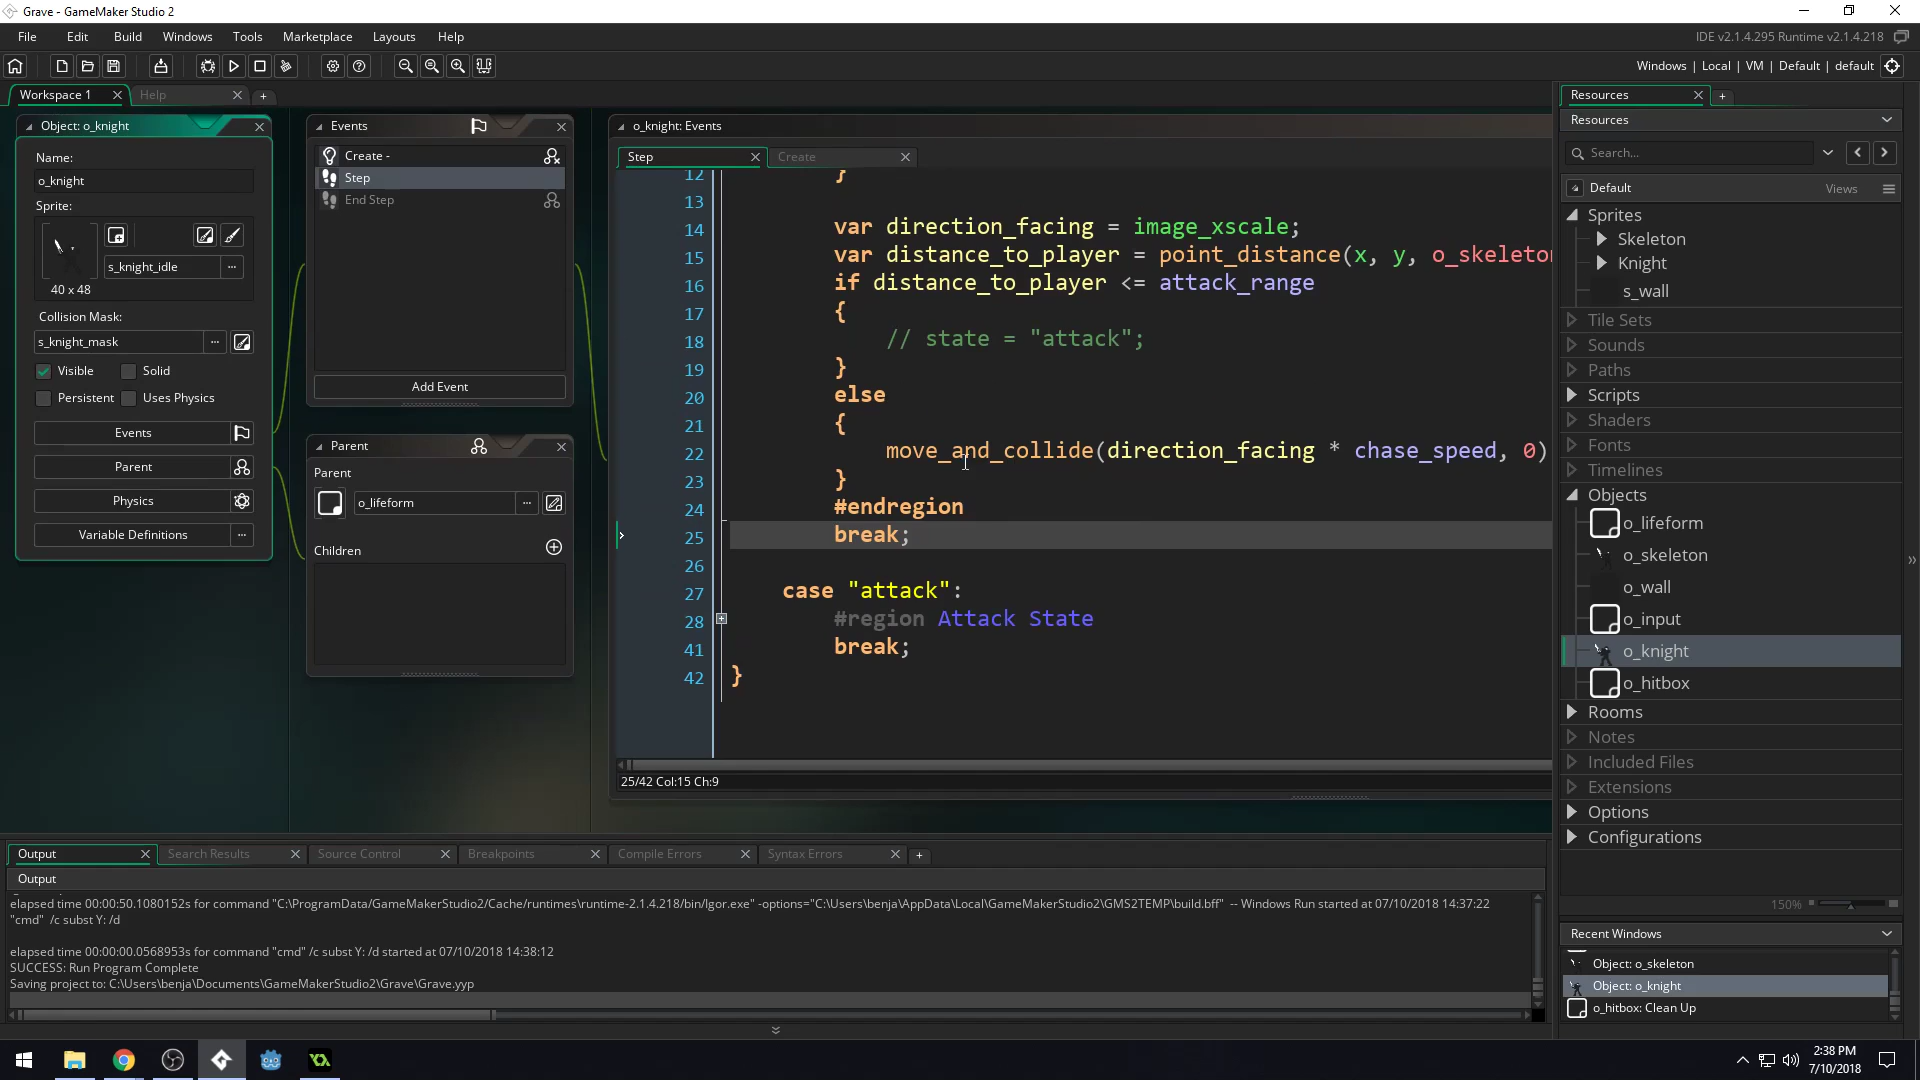 Grave - GameMaker Studio 2
File Edit Build Windows Tools Marketplace Layouts Help
IDE v2.1.4.295 Runtime v2.1.4.218
Windows | Local | VM | Default | default
Workspace 1
Help
Object: o_knight
Name:
o_knight
Sprite:
s_knight_idle
40 x 48
Collision Mask:
s_knight_mask
Visible
Solid
Persistent
Uses Physics
Events
Parent
Physics
Variable Definitions
Events
Create -
Step
End Step
Add Event
Parent
Parent
o_lifeform
Children
o_knight: Events
Step
Create
12 }
13
14 var direction_facing = image_xscale;
15 var distance_to_player = point_distance(x, y, o_skeleton
16 if distance_to_player <= attack_range
17 {
18 // state = "attack";
19 }
20 else
21 {
22 move_and_collide(direction_facing * chase_speed, 0)
23 }
24 #endregion
25 break;
26
27 case "attack":
28 #region Attack State
41 break;
42 }
25/42 Col:15 Ch:9
Resources
Resources
Search...
Default
Views
Sprites
Skeleton
Knight
s_wall
Tile Sets
Sounds
Paths
Scripts
Shaders
Fonts
Timelines
Objects
o_lifeform
o_skeleton
o_wall
o_input
o_knight
o_hitbox
Rooms
Notes
Included Files
Extensions
Options
Configurations
150%
Recent Windows
Object: o_skeleton
Object: o_knight
o_hitbox: Clean Up
Output
Search Results
Source Control
Breakpoints
Compile Errors
Syntax Errors
Output
elapsed time 00:00:50.1080152s for command "C:\ProgramData/GameMakerStudio2/Cache/runtimes\runtime-2.1.4.218/bin/Igor.exe" -options="C:\Users\benja\AppData\Local\GameMakerStudio2\GMS2TEMP\build.bff" -- Windows Run started at 07/10/2018 14:37:22
"cmd" /c subst Y: /d
elapsed time 00:00:00.0568953s for command "cmd" /c subst Y: /d started at 07/10/2018 14:38:12
SUCCESS: Run Program Complete
Saving project to: C:\Users\benja\Documents\GameMakerStudio2\Grave\Grave.yyp
2:38 PM
7/10/2018